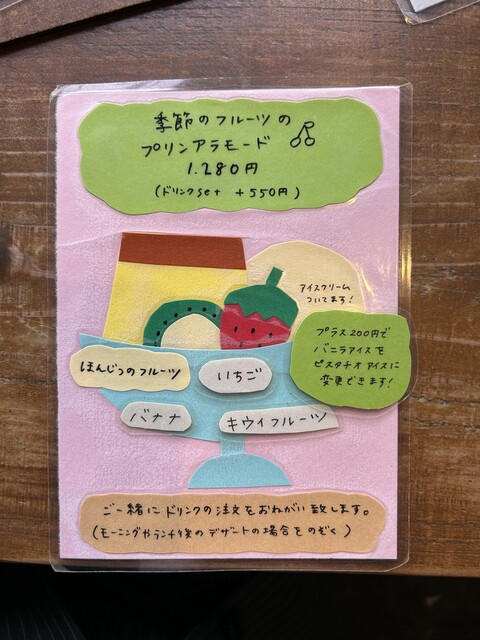 季節のフルーツの
プリンアラモード
1.280円
(ドリンクset +550円)
アイスクリーム
ついてます!
プラス200円で
バニラアイスを
ピスタチオアイスに
変更できます!
ほんじつのフルーツ
いちご
バナナ
キウイフルーツ
ご一緒にドリンクの注文をおねがい致します。
(モーニングやランチ後のデザートの場合をのぞく)